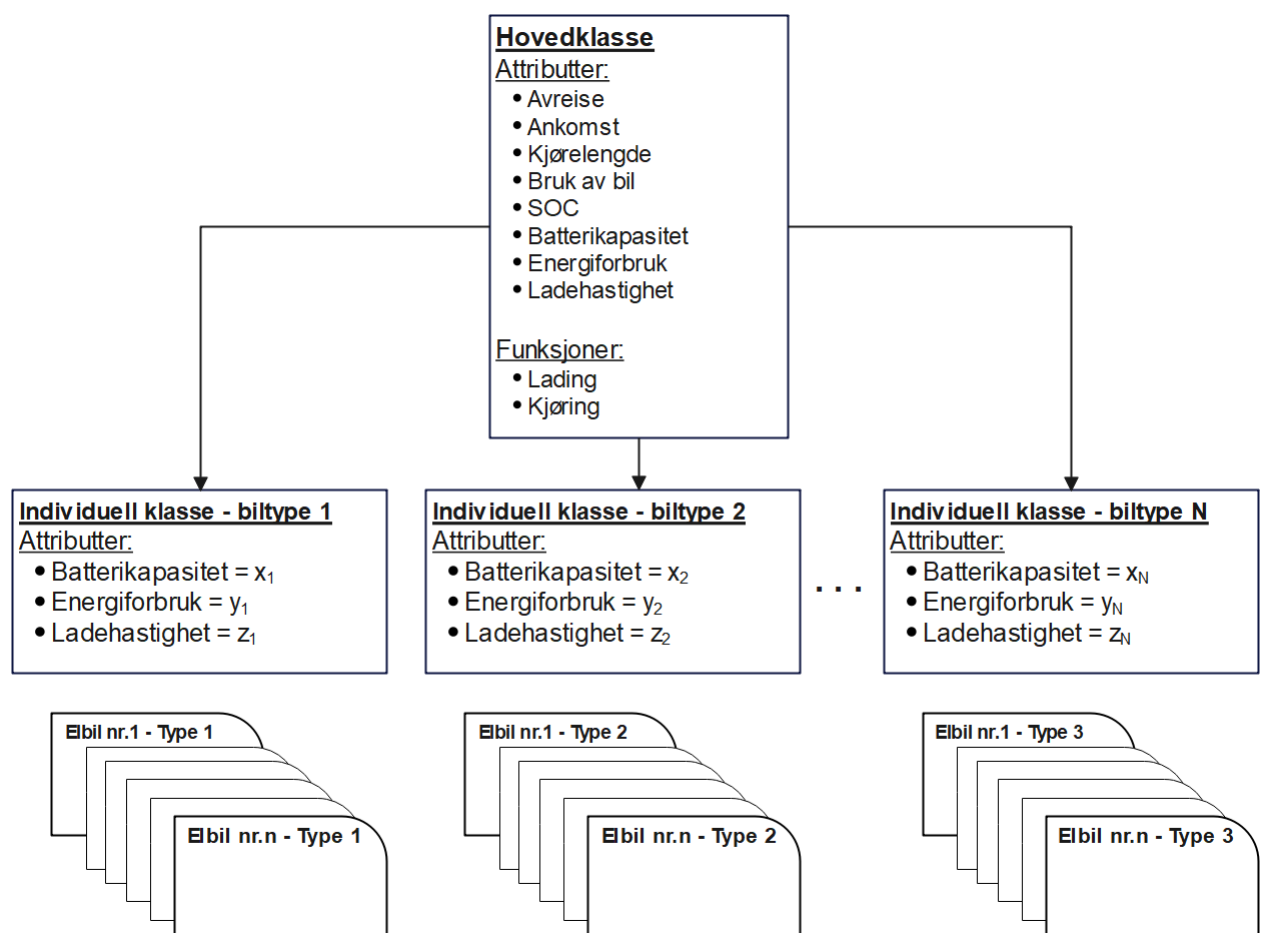 Hovedklasse
Attributter:
• Avreise
• Ankomst
• Kjørelengde
• Bruk av bil
• SOC
• Batterikapasitet
• Energiforbruk
• Ladehastighet
Funksjoner:
• Lading
• Kjøring
Individuell klasse - biltype 1
Attributter:
• Batterikapasitet = x₁
• Energiforbruk = y₁
• Ladehastighet = z₁
Individuell klasse - biltype 2
Attributter:
• Batterikapasitet = x₂
• Energiforbruk = y₂
• Ladehastighet = z₂
. . .
Individuell klasse - biltype N
Attributter:
• Batterikapasitet = x_N
• Energiforbruk = y_N
• Ladehastighet = z_N
Elbil nr.1 - Type 1
Elbil nr.n - Type 1
Elbil nr.1 - Type 2
Elbil nr.n - Type 2
Elbil nr.1 - Type 3
Elbil nr.n - Type 3